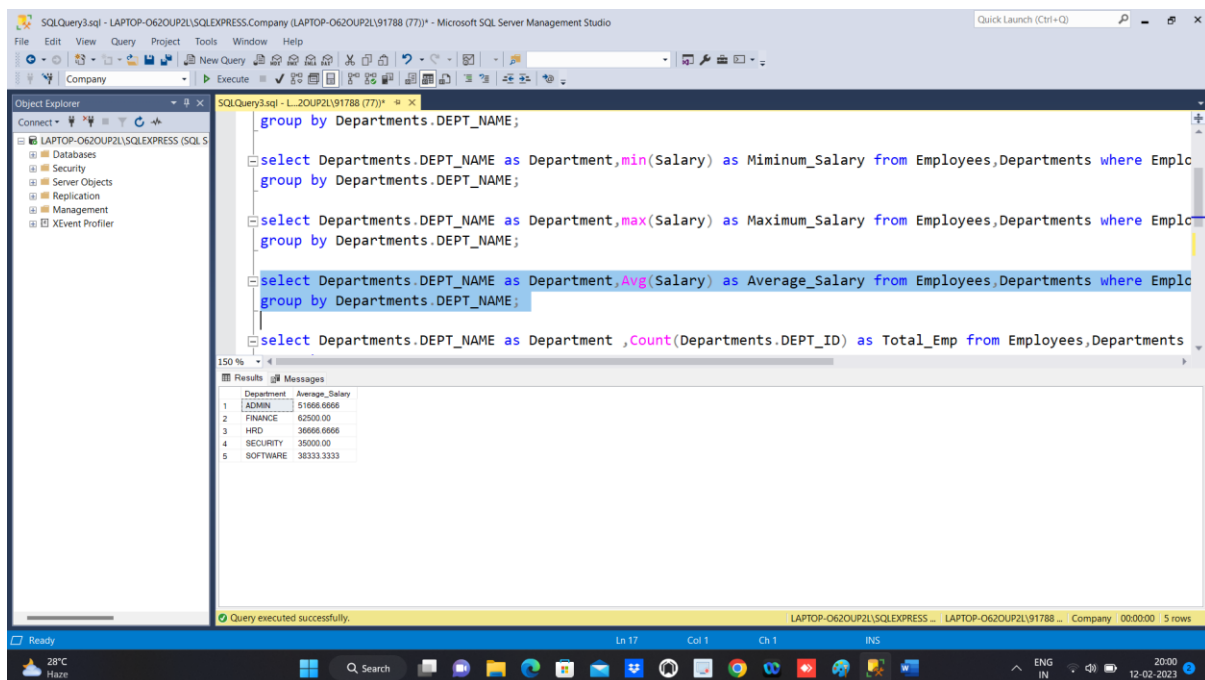 SQLQuery3.sql - LAPTOP-O62OUP2L\SQLEXPRESS.Company (LAPTOP-O62OUP2L\91788 (77))* - Microsoft SQL Server Management Studio
Quick Launch (Ctrl+Q)
File Edit View Query Project Tools Window Help
New Query
Company
Execute
Object Explorer
SQLQuery3.sql - L...2OUP2L\91788 (77))*
Connect
LAPTOP-O62OUP2L\SQLEXPRESS (SQL S
Databases
Security
Server Objects
Replication
Management
XEvent Profiler
group by Departments.DEPT_NAME;
select Departments.DEPT_NAME as Department,min(Salary) as Miminum_Salary from Employees,Departments where Emplo
group by Departments.DEPT_NAME;
select Departments.DEPT_NAME as Department,max(Salary) as Maximum_Salary from Employees,Departments where Emplo
group by Departments.DEPT_NAME;
select Departments.DEPT_NAME as Department,Avg(Salary) as Average_Salary from Employees,Departments where Emplo
group by Departments.DEPT_NAME;
select Departments.DEPT_NAME as Department ,Count(Departments.DEPT_ID) as Total_Emp from Employees,Departments
150 %
Results Messages
Department Average_Salary
1 ADMIN 51666.6666
2 FINANCE 62500.00
3 HRD 36666.6666
4 SECURITY 35000.00
5 SOFTWARE 38333.3333
Query executed successfully.
LAPTOP-O62OUP2L\SQLEXPRESS ... LAPTOP-O62OUP2L\91788 ... Company 00:00:00 5 rows
Ready Ln 17 Col 1 Ch 1 INS
28°C
Haze
Search
ENG
IN
20:00
12-02-2023
2